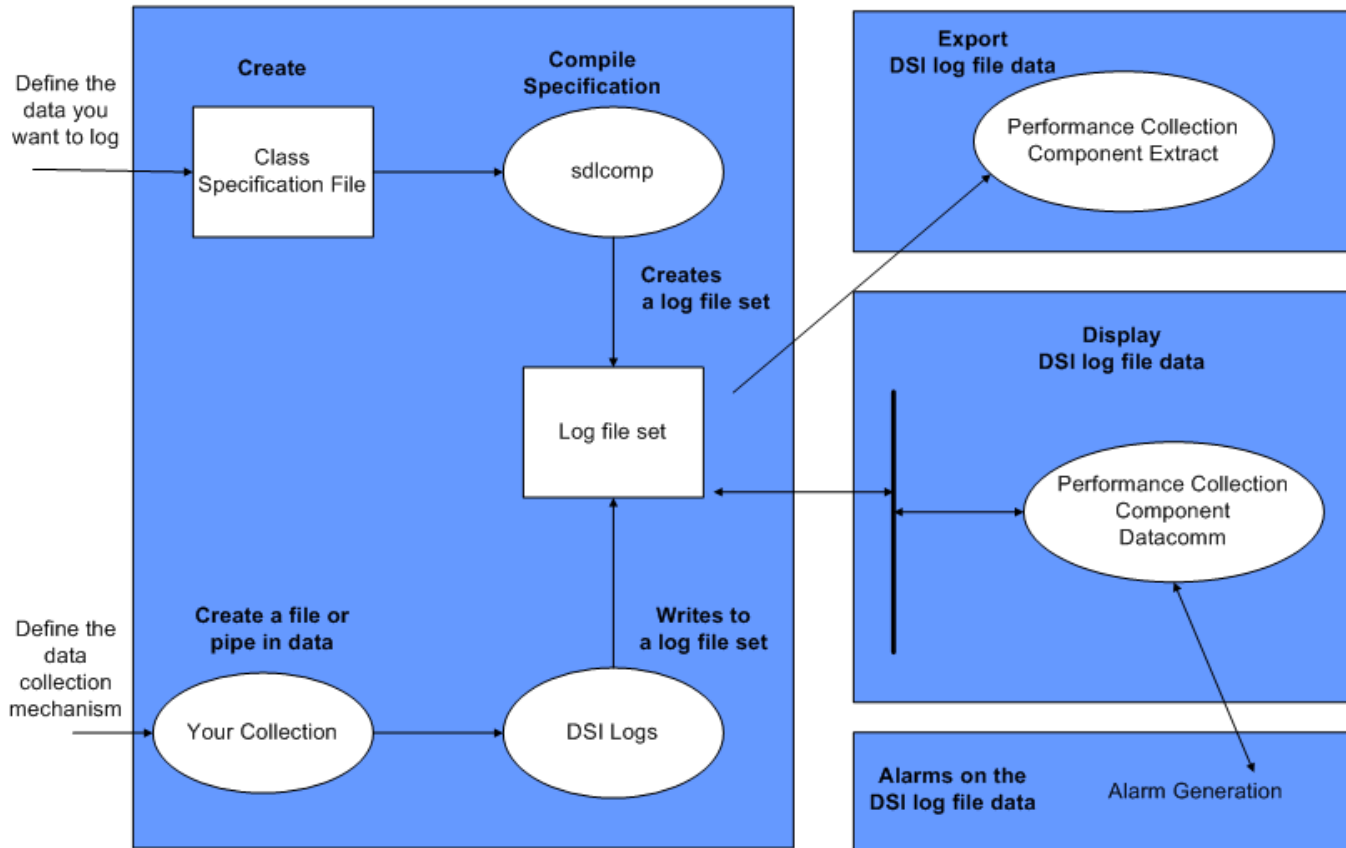 Define the
data you
want to log
Create
Class
Specification File
Compile
Specification
sdlcomp
Creates
a log file set
Log file set
Define the
data
collection
mechanism
Create a file or
pipe in data
Your Collection
DSI Logs
Writes to
a log file set
Export
DSI log file data
Performance Collection
Component Extract
Display
DSI log file data
Performance Collection
Component
Datacomm
Alarms on the
DSI log file data
Alarm Generation